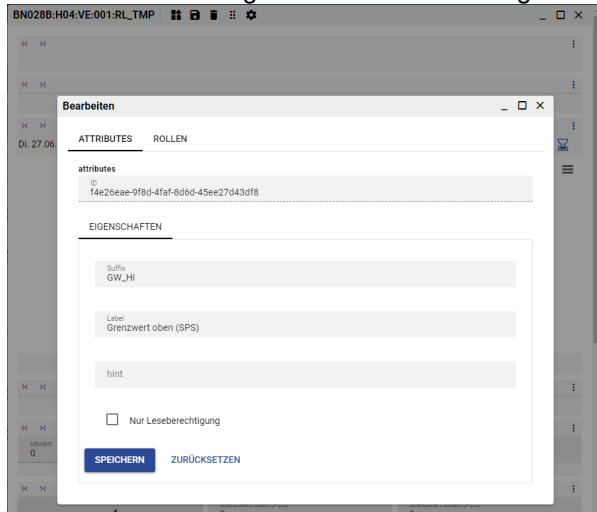 BN028B:H04:VE:001:RL_TMP
Di. 27.06.
Bearbeiten
ATTRIBUTES ROLLEN
attributes
ID
f4e26eae-9f8d-4faf-8d6d-45ee27d43df8
EIGENSCHAFTEN
Suffix
GW_Hi
Label
Grenzwert oben (SPS)
hint
Nur Leseberechtigung
Istwert
0
SPEICHERN ZURÜCKSETZEN